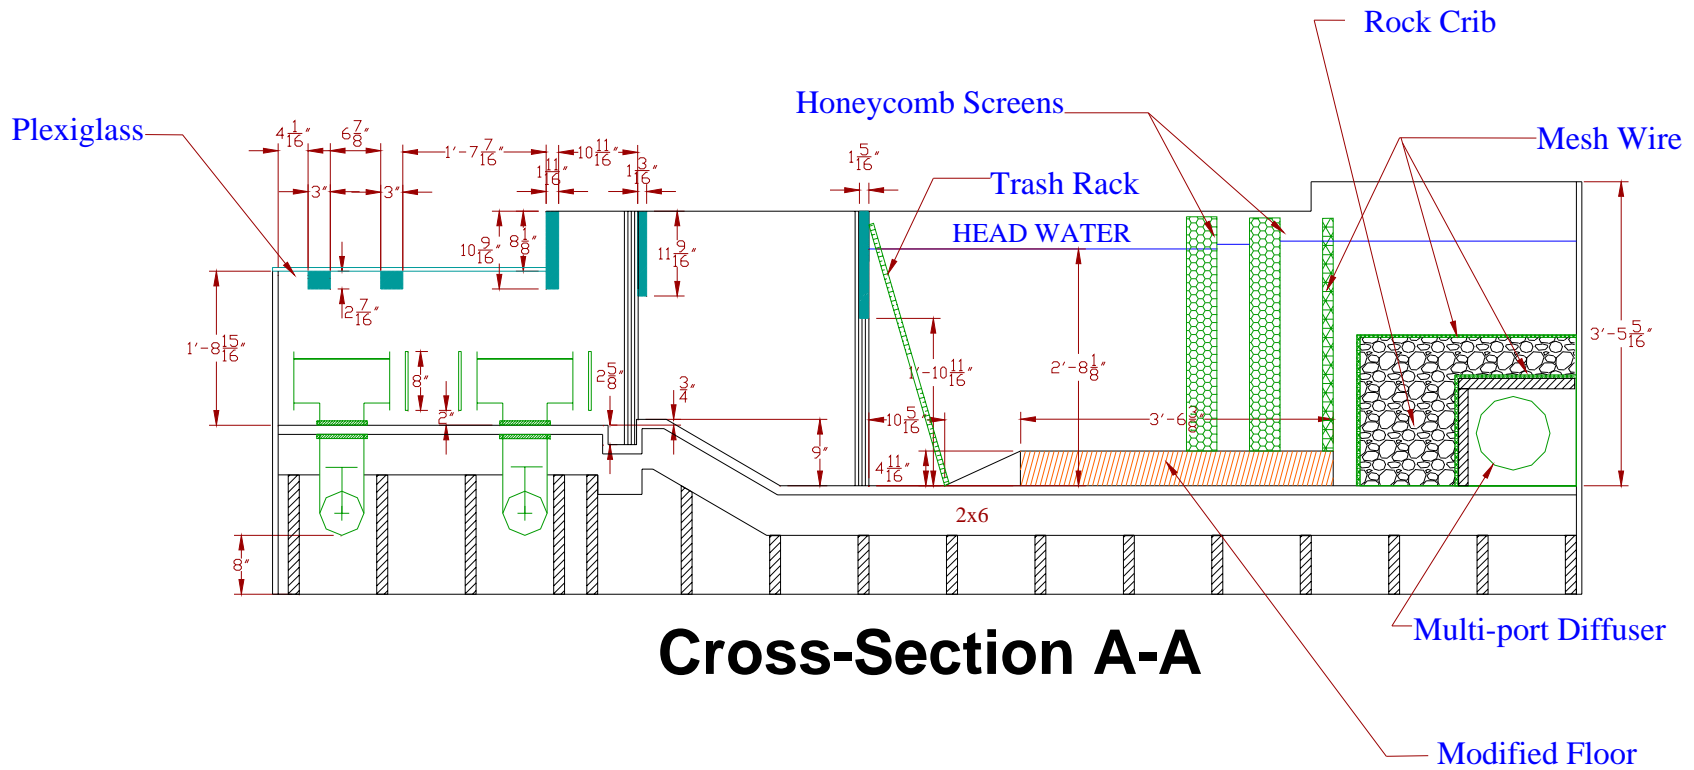 Rock Crib
Honeycomb Screens
Plexiglass
4 1/16"
6 7/8"
1'-7 7/16"
10 11/16"
1 5/16"
Mesh Wire
1 11/16"
1 3/16"
3"
3"
Trash Rack
10 9/16"
8 1/8"
11 9/16"
HEAD WATER
2 7/16"
1'-8 15/16"
3'-5 5/16"
8"
2 5/8"
1'-10 11/16"
2'-8 1/8"
3/4"
2"
10 5/16"
3'-6 3/8"
9"
4 11/16"
2x6
8"
Multi-port Diffuser
Cross-Section A-A
Modified Floor